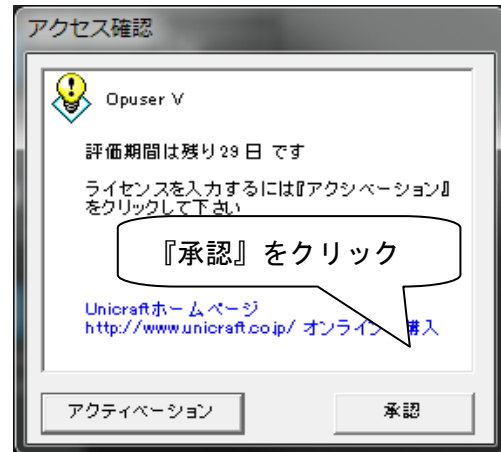 アクセス確認
Opuser V
評価期間は残り29日 です
ライセンスを入力するには『アクシベーション』
をクリックして下さい
『承認』をクリック
Unicraftホームページ
http://www.unicraft.co.jp/ オンライン 購入
アクティベーション
承認